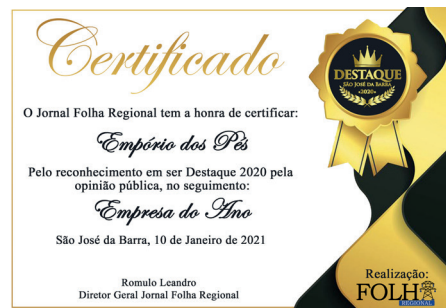 Certificado
DESTAQUE
SÃO JOSÉ DA BARRA
2020
O Jornal Folha Regional tem a honra de certificar:
Empório dos Pés
Pelo reconhecimento em ser Destaque 2020 pela
opinião pública, no seguimento:
Empresa do Ano
São José da Barra, 10 de Janeiro de 2021
Romulo Leandro
Diretor Geral Jornal Folha Regional
Realização:
FOLH
REGIONAL